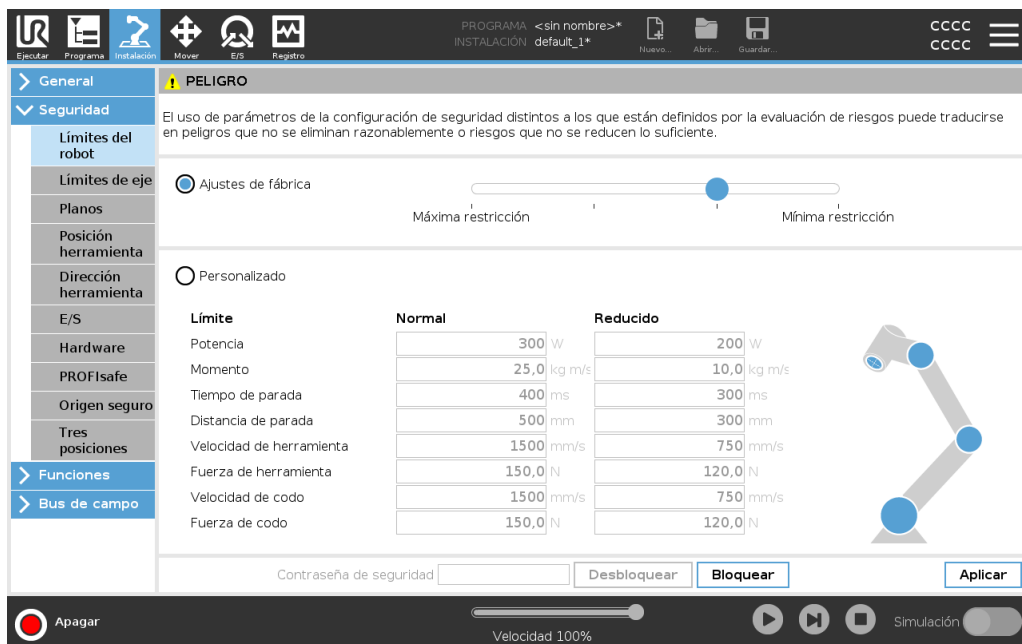 UR
PROGRAMA <sin nombre>*
INSTALACIÓN default_1*
Ejecutar Programa Instalación Mover E/S Registro Nuevo... Abrir... Guardar...
CCCC
CCCC
General
Seguridad
Límites del
robot
Límites de eje
Planos
Posición
herramienta
Dirección
herramienta
E/S
Hardware
PROFIsafe
Origen seguro
Tres
posiciones
Funciones
Bus de campo
PELIGRO
El uso de parámetros de la configuración de seguridad distintos a los que están definidos por la evaluación de riesgos puede traducirse
en peligros que no se eliminan razonablemente o riesgos que no se reducen lo suficiente.
Ajustes de fábrica
Máxima restricción Mínima restricción
Personalizado
Límite Normal Reducido
Potencia 300 W 200 W
Momento 25,0 kg m/s 10,0 kg m/s
Tiempo de parada 400 ms 300 ms
Distancia de parada 500 mm 300 mm
Velocidad de herramienta 1500 mm/s 750 mm/s
Fuerza de herramienta 150,0 N 120,0 N
Velocidad de codo 1500 mm/s 750 mm/s
Fuerza de codo 150,0 N 120,0 N
Contraseña de seguridad Desbloquear Bloquear Aplicar
Apagar
Velocidad 100%
Simulación